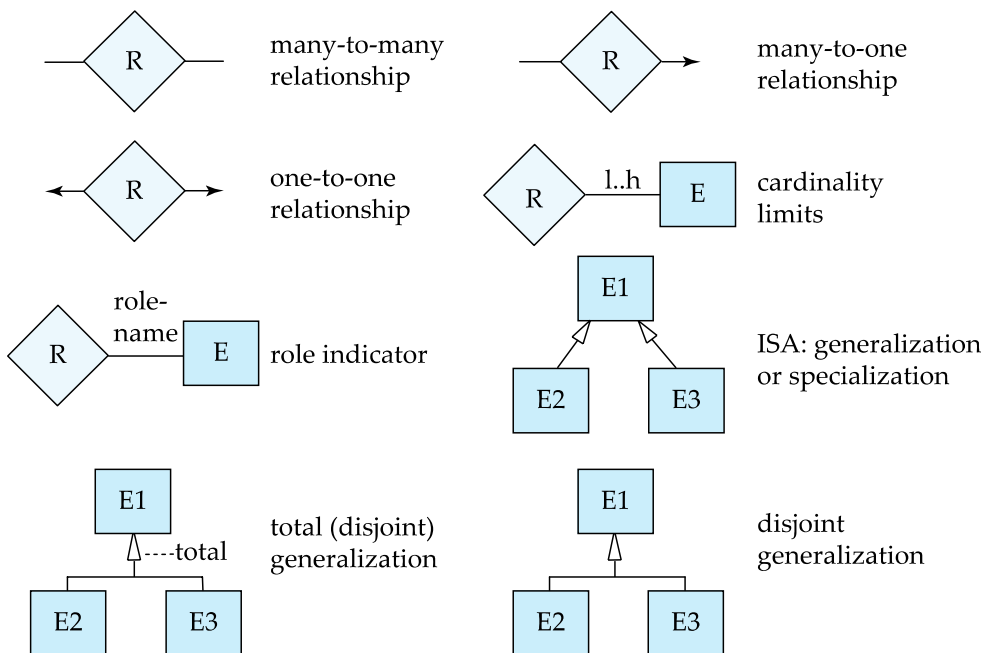 R
many-to-many
relationship
R
many-to-one
relationship
R
one-to-one
relationship
R
l..h
E
cardinality
limits
R
role-
name
E
role indicator
E1
E2
E3
ISA: generalization
or specialization
E1
total
E2
E3
total (disjoint)
generalization
E1
E2
E3
disjoint
generalization